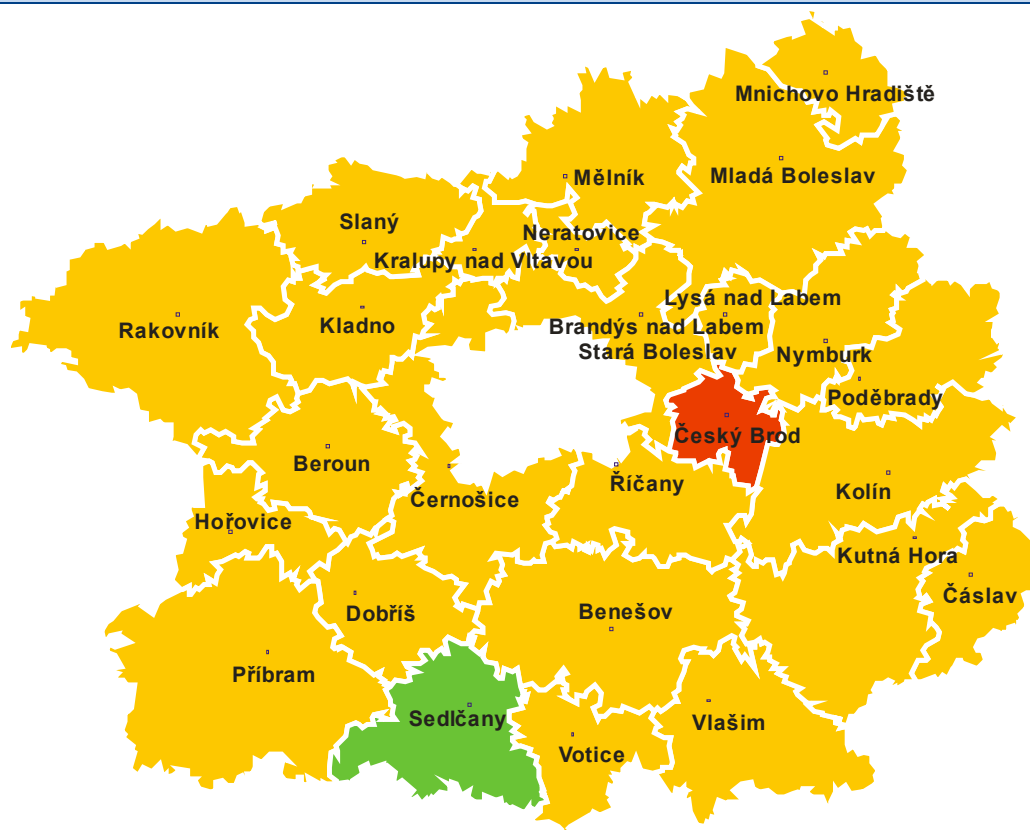 Mnichovo Hradiště
Mělník
Mladá Boleslav
Slaný
Neratovice
Kralupy nad Vltavou
Lysá nad Labem
Rakovník
Kladno
Brandýs nad Labem
Stará Boleslav
Nymburk
Poděbrady
Český Brod
Beroun
Říčany
Kolín
Černošice
Hořovice
Kutná Hora
Čáslav
Dobříš
Benešov
Příbram
Sedlčany
Vlašim
Votice